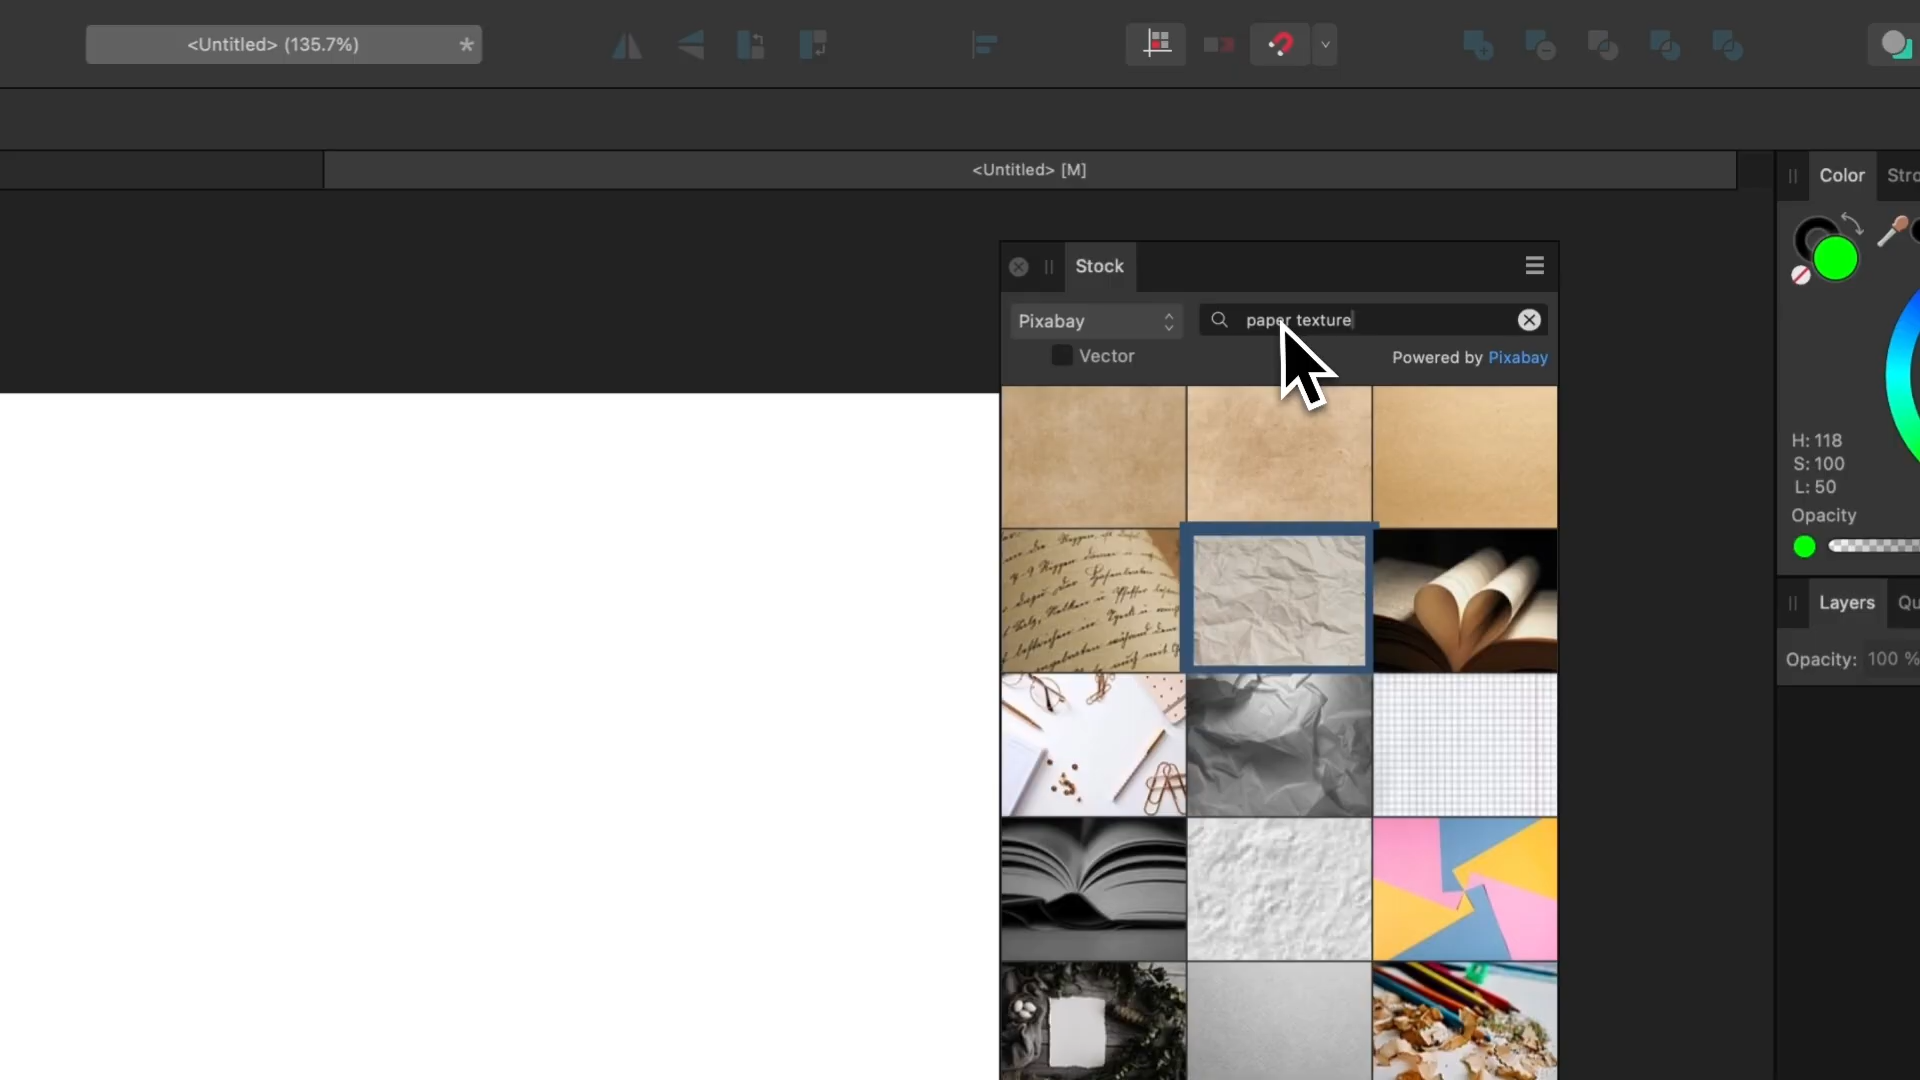 <Untitled> (135.7%) *
<Untitled> [M]
Color
Stro
Stock
Pixabay
paper texture
Vector
Powered by Pixabay
H: 118
S: 100
L: 50
Opacity
Layers
Qu
Opacity: 100 %